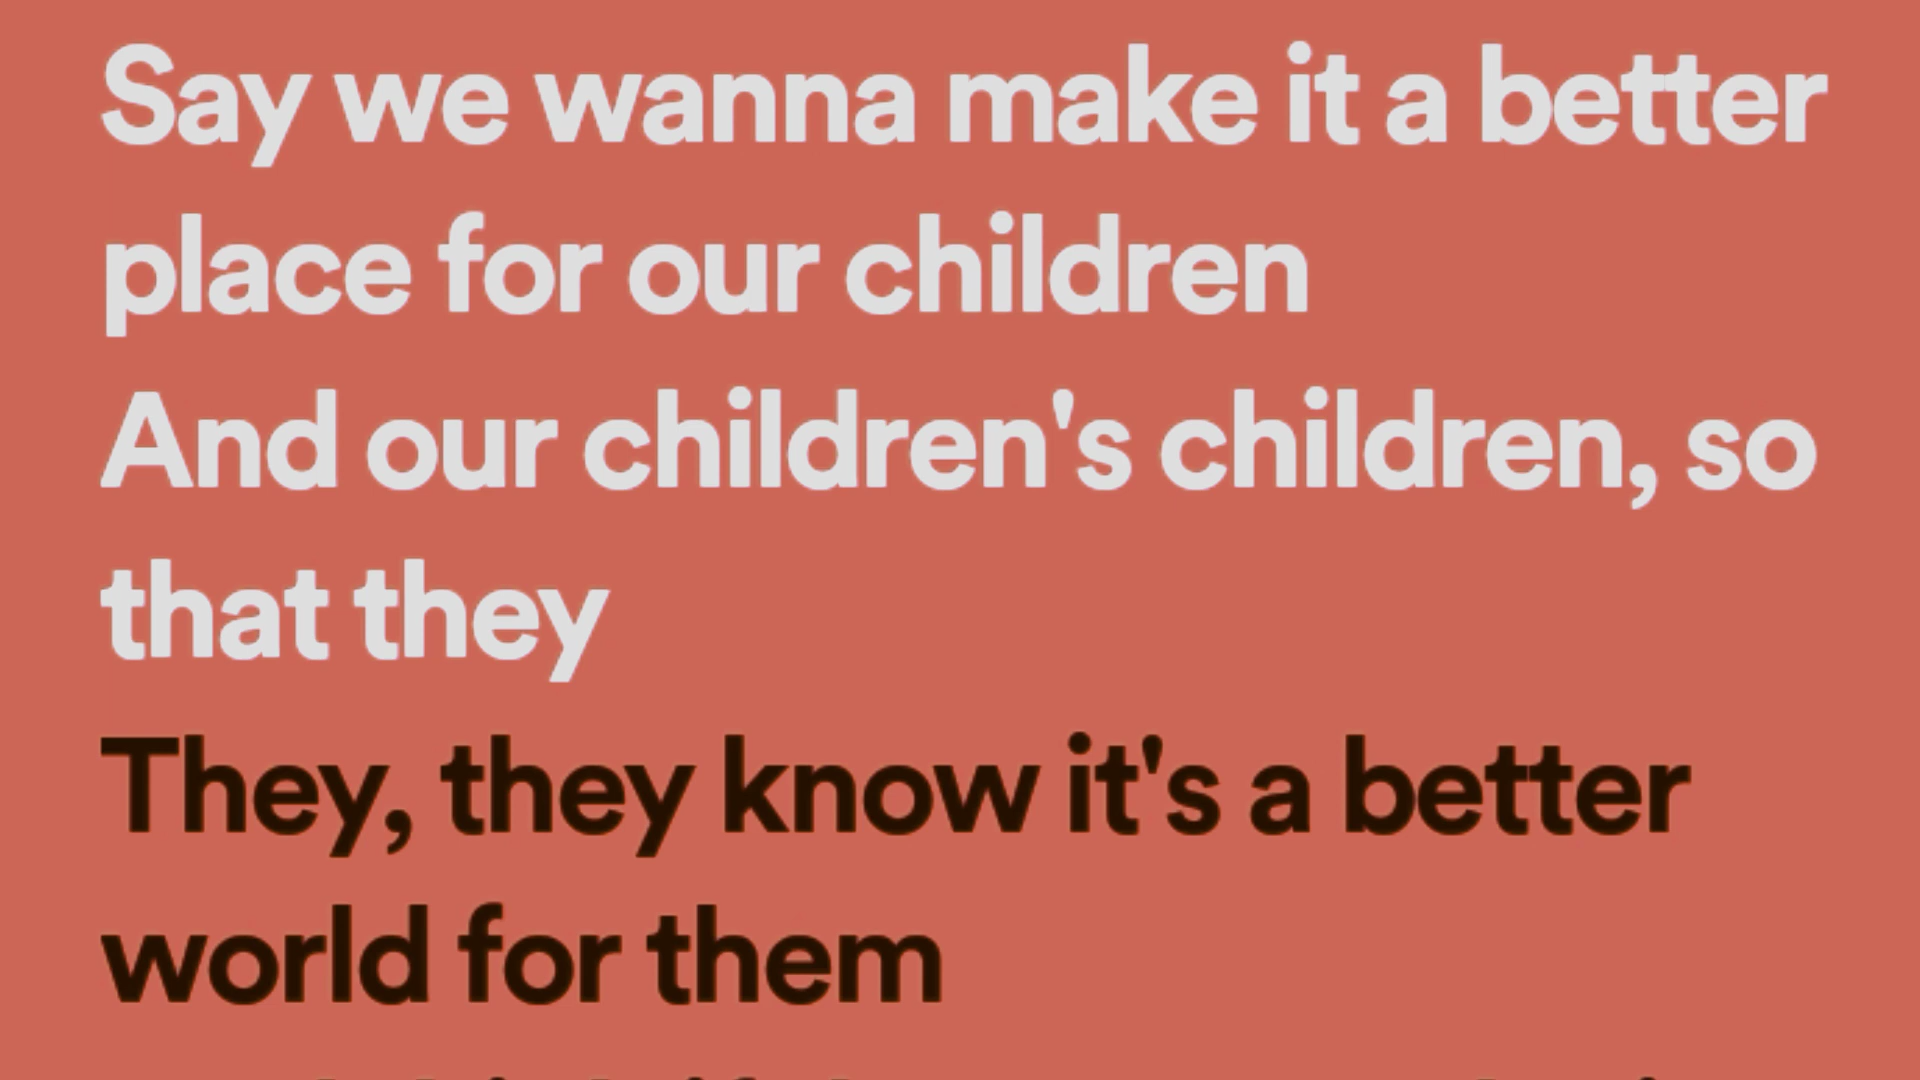 Say we wanna make it a better
place for our children
And our children's children, so
that they
They, they know it's a better
world for them